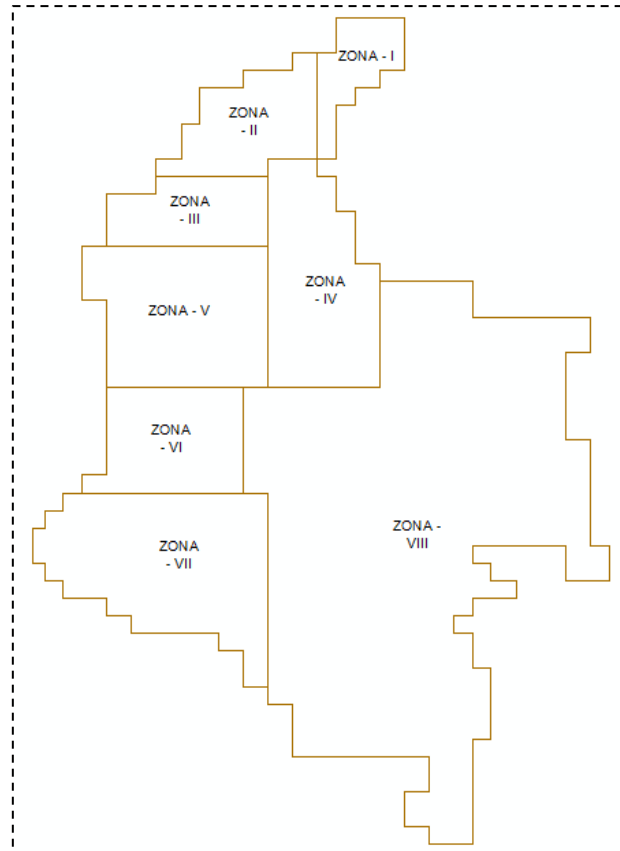 ZONA - I
ZONA
- II
ZONA
- III
ZONA
- IV
ZONA - V
ZONA
- VI
ZONA -
VIII
ZONA
- VII